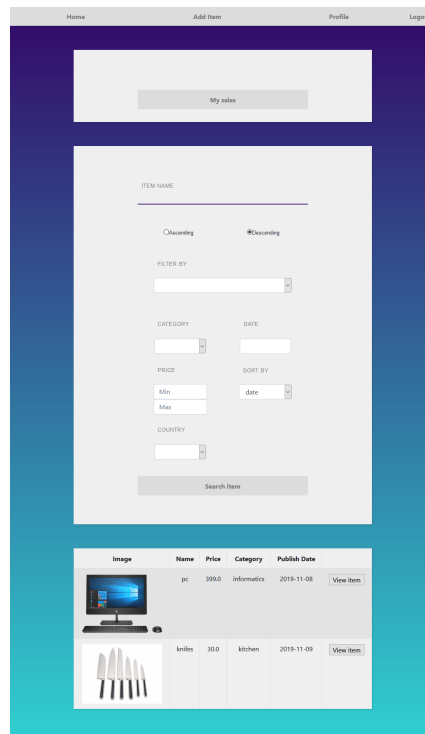 Home Add Item Profile Logo
My sales
ITEM NAME
Ascending Descending
FILTER BY
CATEGORY DATE
PRICE SORT BY
Min date
Max
COUNTRY
Search item
Image Name Price Category Publish Date
pc 399.0 informatics 2019-11-08 View item
knifes 30.0 kitchen 2019-11-09 View item